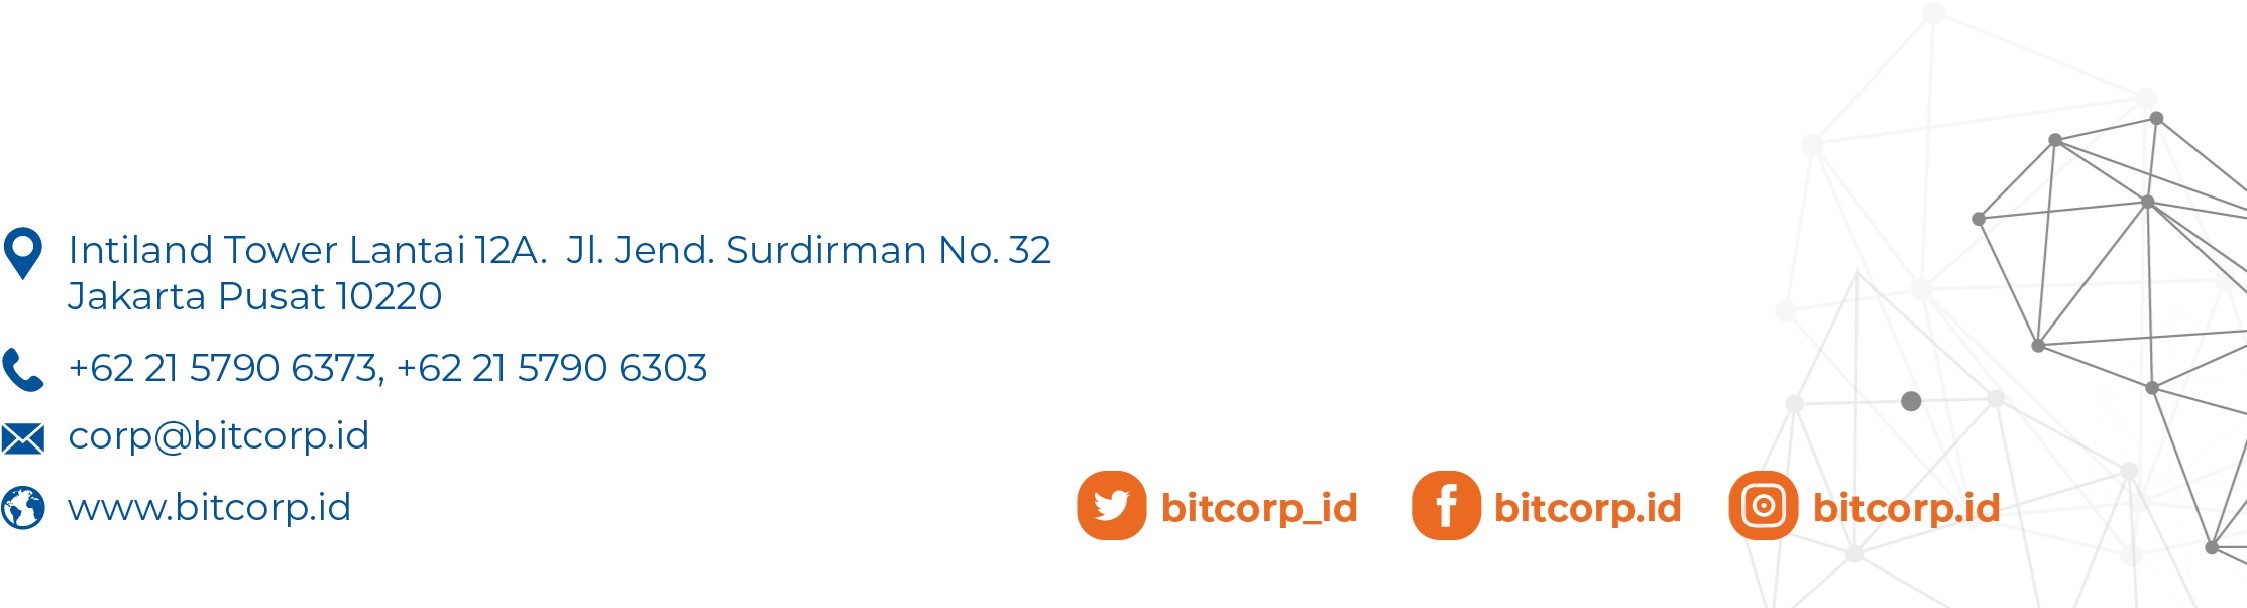 Intiland Tower Lantai 12A.  Jl. Jend. Surdirman No. 32
Jakarta Pusat 10220
+62 21 5790 6373, +62 21 5790 6303
corp@bitcorp.id
www.bitcorp.id
bitcorp_id
bitcorp.id
bitcorp.id